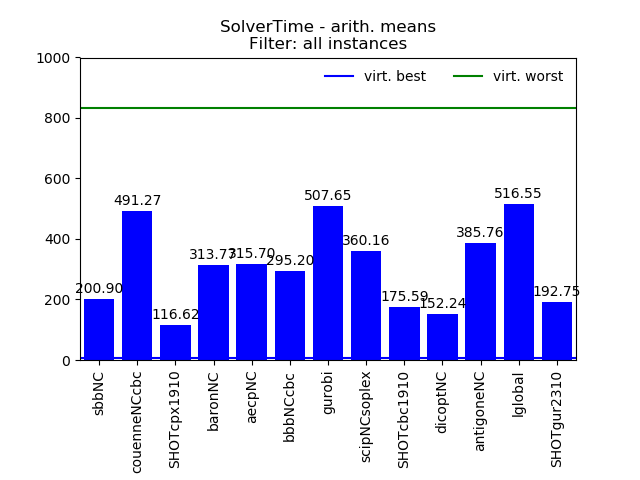 SolverTime - arith. means
Filter: all instances
virt. best virt. worst
1000
800
600
400
200
0
200.90
491.27
116.62
313.77
315.70
295.20
507.65
360.16
175.59
152.24
385.76
516.55
192.75
sbbNC
couenneNCcbc
SHOTcpx1910
baronNC
aecpNC
bbbNCcbc
gurobi
scipNCsoplex
SHOTcbc1910
dicoptNC
antigoneNC
lglobal
SHOTgur2310